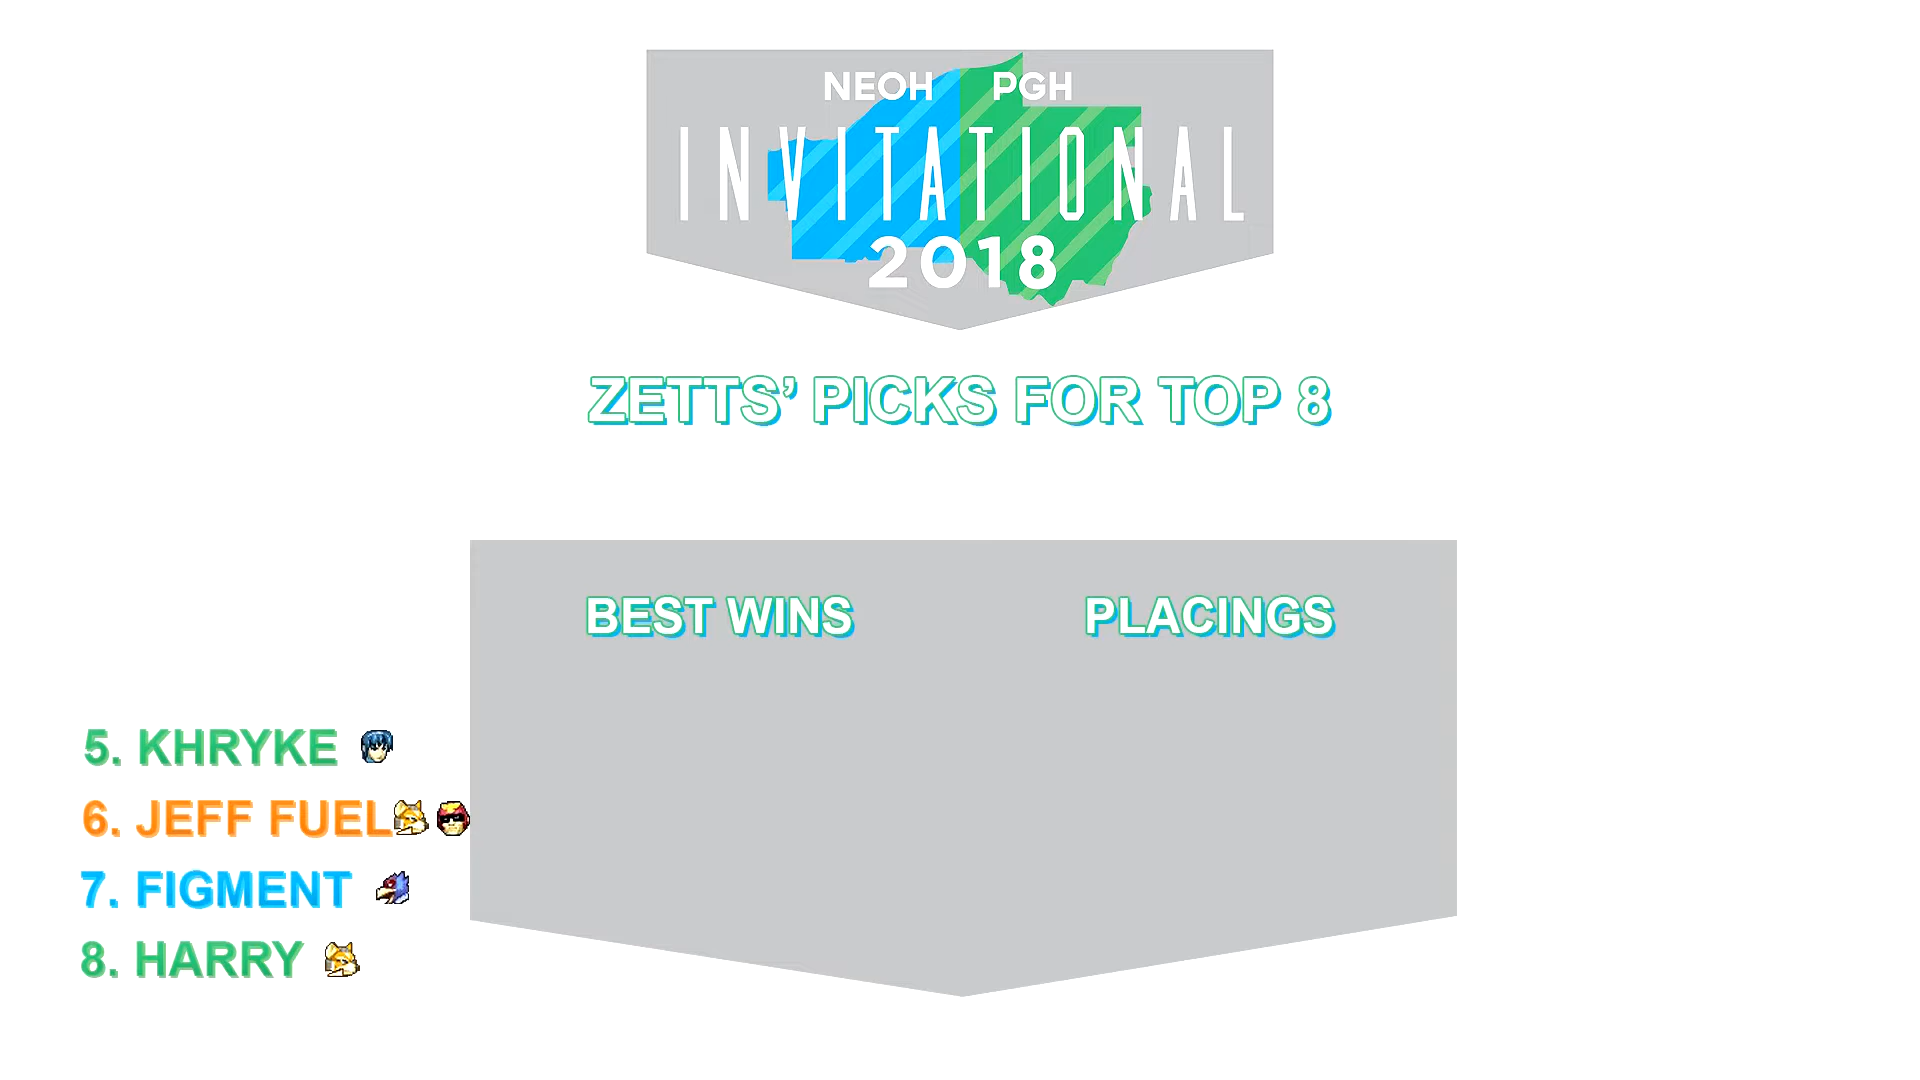 NEOH PGH
INVITATIONAL
2018
ZETTS’ PICKS FOR TOP 8
BEST WINS PLACINGS
5. KHRYKE
6. JEFF FUEL
7. FIGMENT
8. HARRY